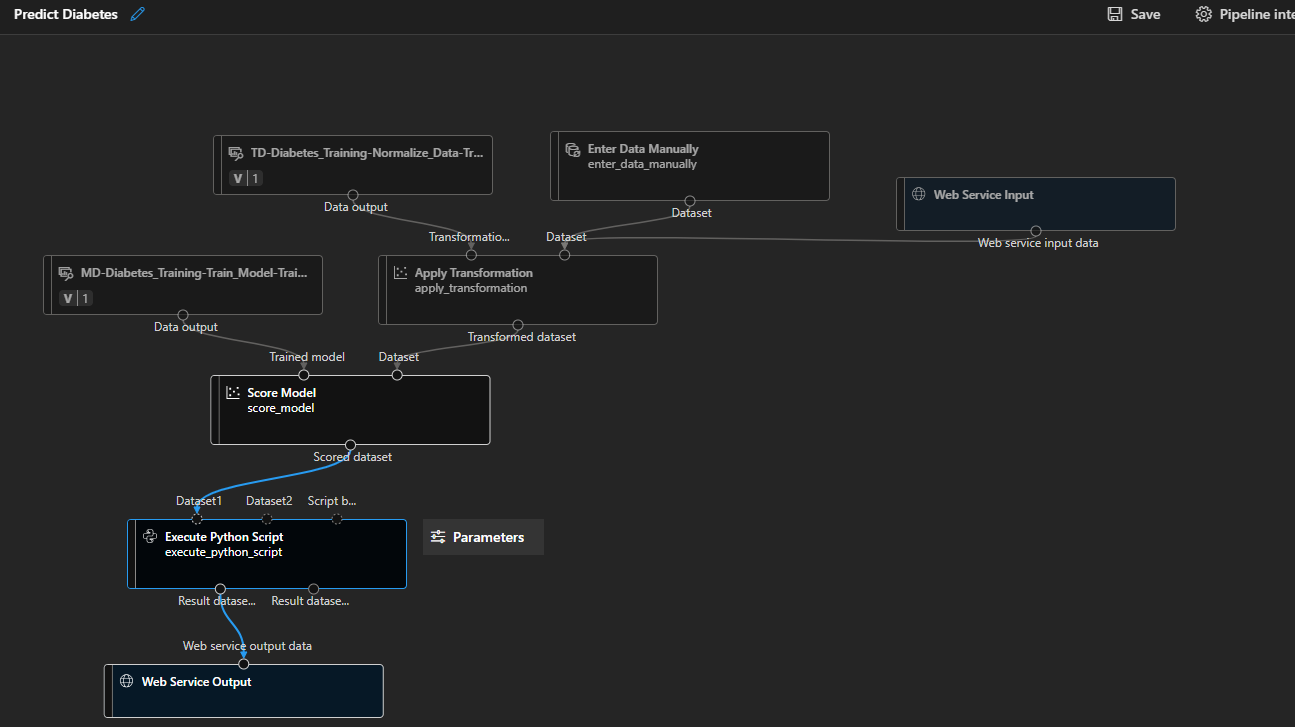 Predict Diabetes
Save
Pipeline inte
TD-Diabetes_Training-Normalize_Data-Tr...
V 1
Data output
Enter Data Manually
enter_data_manually
Dataset
Web Service Input
Web service input data
Transformatio...
Dataset
MD-Diabetes_Training-Train_Model-Trai...
V 1
Data output
Apply Transformation
apply_transformation
Transformed dataset
Trained model
Dataset
Score Model
score_model
Scored dataset
Dataset1
Dataset2
Script b...
Execute Python Script
execute_python_script
Parameters
Result datase...
Result datase...
Web service output data
Web Service Output